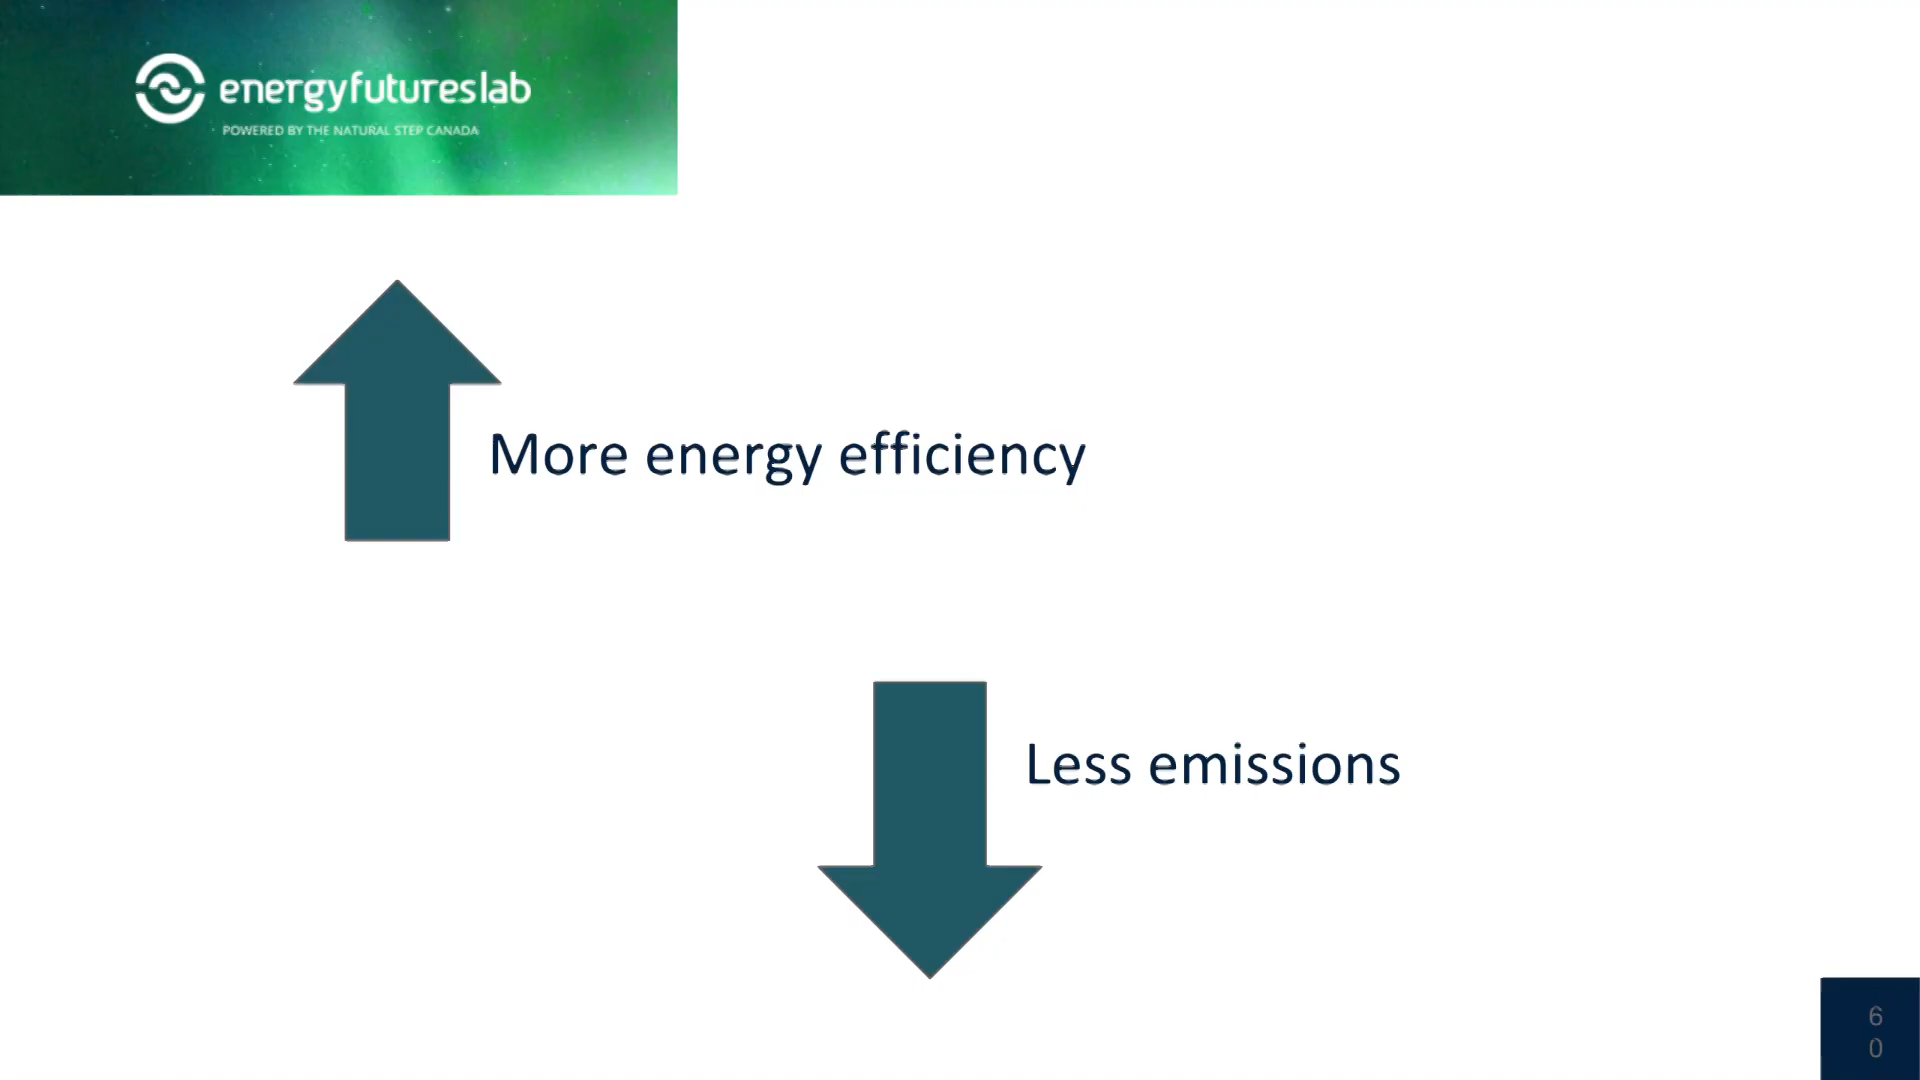 energyfutureslab
POWERED BY THE NATURAL STEP CANADA
More energy efficiency
Less emissions
6
0